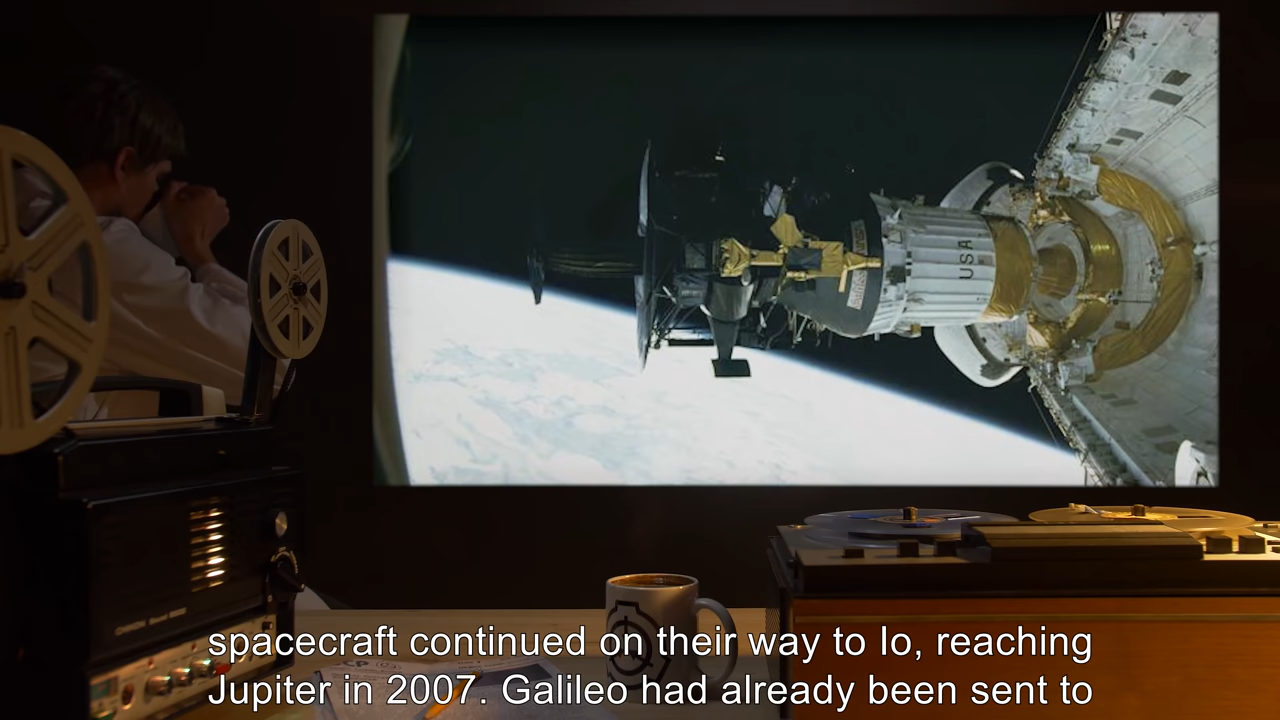 USA
spacecraft continued on their way to Io, reaching
Jupiter in 2007. Galileo had already been sent to